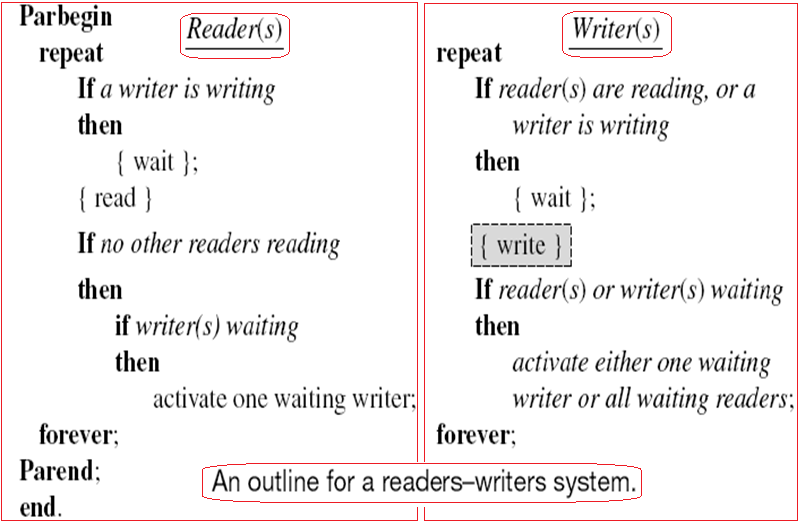 Parbegin
Reader(s)
repeat
If a writer is writing
then
{ wait };
{ read }
If no other readers reading
then
if writer(s) waiting
then
activate one waiting writer;
forever;
Parend;
end.
Writer(s)
repeat
If reader(s) are reading, or a
writer is writing
then
{ wait };
{ write }
If reader(s) or writer(s) waiting
then
activate either one waiting
writer or all waiting readers;
forever;
An outline for a readers–writers system.